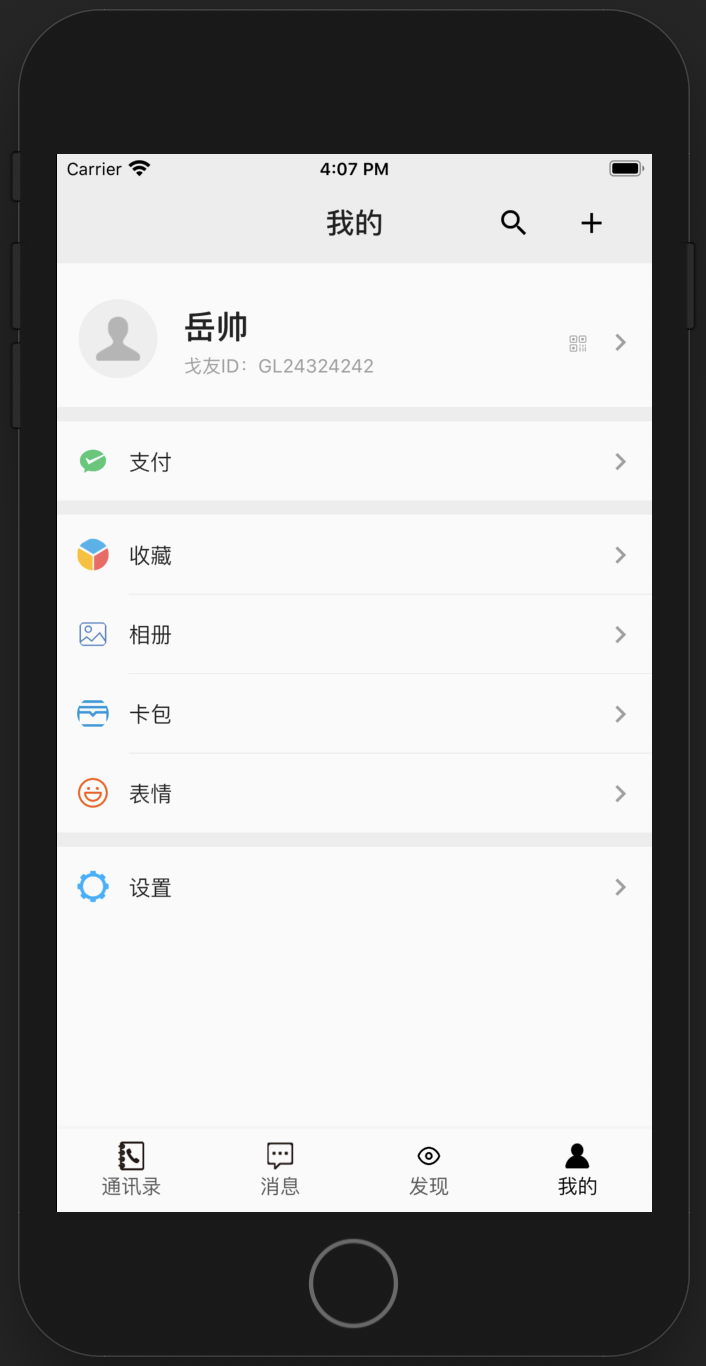 Carrier 4:07 PM
我的
岳帅
戈友ID：GL24324242
支付
收藏
相册
卡包
表情
设置
通讯录 消息 发现 我的